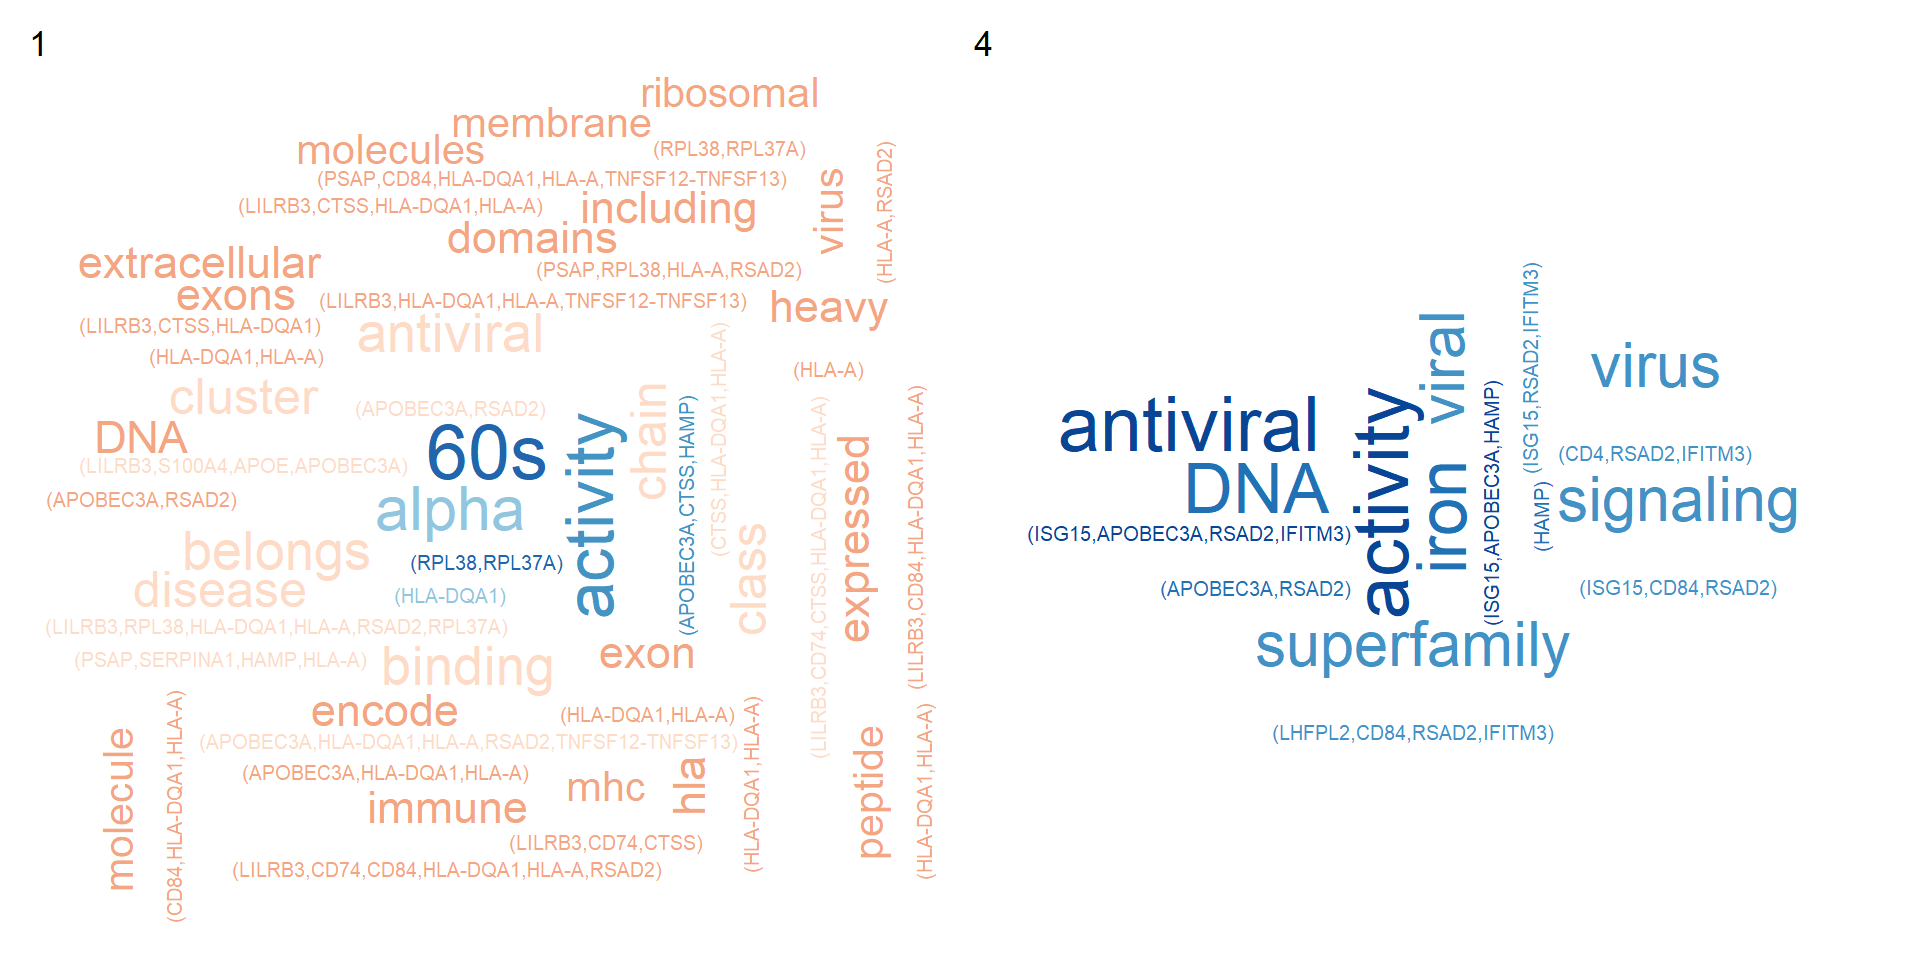 1
ribosomal
membrane
(RPL38,RPL37A)
molecules
(PSAP,CD84,HLA-DQA1,HLA-A,TNFSF12-TNFSF13)
(LILRB3,CTSS,HLA-DQA1,HLA-A)
including
virus
(HLA-A,RSAD2)
domains
(PSAP,RPL38,HLA-A,RSAD2)
extracellular
exons
(LILRB3,HLA-DQA1,HLA-A,TNFSF12-TNFSF13)
heavy
(LILRB3,CTSS,HLA-DQA1)
antiviral
(HLA-DQA1,HLA-A)
(HLA-A)
cluster
(APOBEC3A,RSAD2)
chain
(CTSS,HLA-DQA1,HLA-A)
DNA
60s
activity
(APOBEC3A,CTSS,HAMP)
(LILRB3,S100A4,APOE,APOBEC3A)
(APOBEC3A,RSAD2)
alpha
expressed
(LILRB3,CD84,HLA-DQA1,HLA-A)
belongs
(RPL38,RPL37A)
class
(LILRB3,CD74,CTSS,HLA-DQA1,HLA-A)
disease
(HLA-DQA1)
(LILRB3,RPL38,HLA-DQA1,HLA-A,RSAD2,RPL37A)
(PSAP,SERPINA1,HAMP,HLA-A)
binding
exon
encode
(HLA-DQA1,HLA-A)
(APOBEC3A,HLA-DQA1,HLA-A,RSAD2,TNFSF12-TNFSF13)
(APOBEC3A,HLA-DQA1,HLA-A)
mhc
hla
(HLA-DQA1,HLA-A)
peptide
(HLA-DQA1,HLA-A)
molecule
(CD84,HLA-DQA1,HLA-A)
immune
(LILRB3,CD74,CTSS)
(LILRB3,CD74,CD84,HLA-DQA1,HLA-A,RSAD2)
4
viral
(ISG15,RSAD2,IFITM3)
virus
antiviral
activity
(ISG15,APOBEC3A,HAMP)
(CD4,RSAD2,IFITM3)
DNA
iron
(HAMP)
signaling
(ISG15,APOBEC3A,RSAD2,IFITM3)
(APOBEC3A,RSAD2)
(ISG15,CD84,RSAD2)
superfamily
(LHFPL2,CD84,RSAD2,IFITM3)